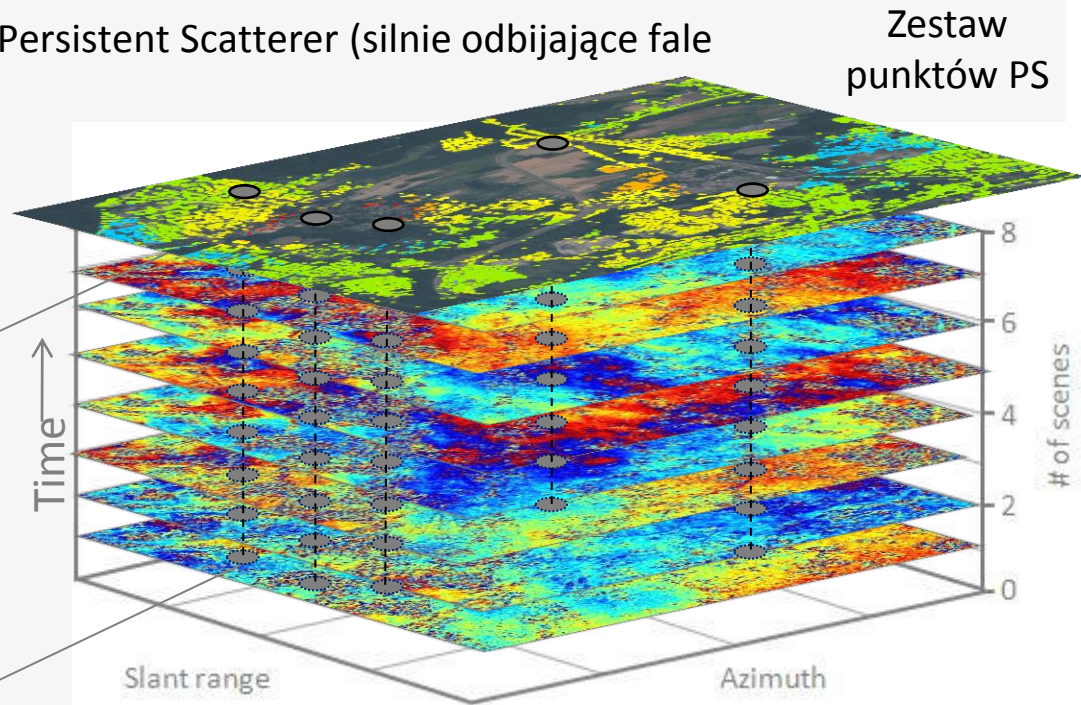 Persistent Scatterer (silnie odbijające fale
Zestaw
punktów PS
Time
8
6
4
2
0
# of scenes
Slant range
Azimuth